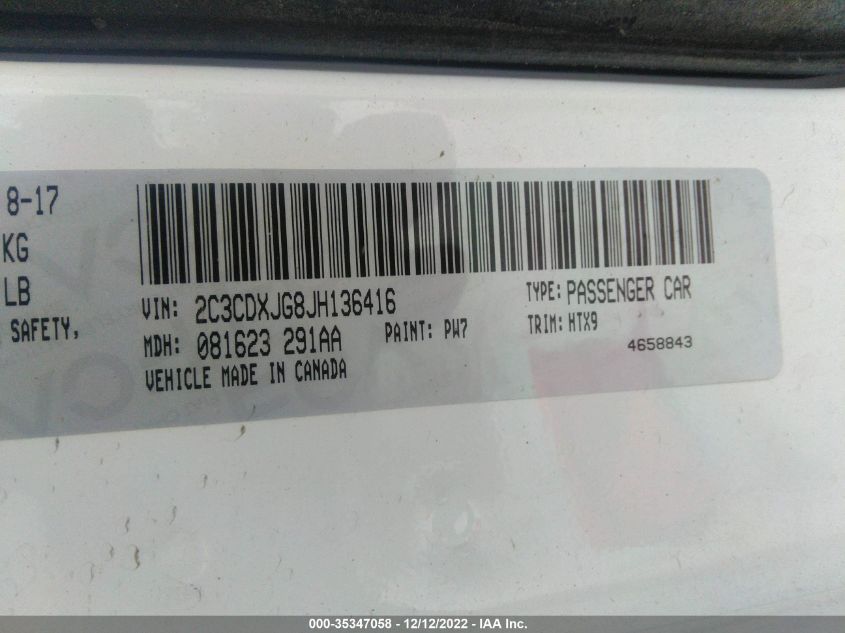 8-17
KG
LB
SAFETY,
VIN: 2C3CDXJG8JH136416
TYPE: PASSENGER CAR
MDH: 081623 291AA
PAINT: PW7
TRIM: HTX9
VEHICLE MADE IN CANADA
4658843
000-35347058 - 12/12/2022 - IAA Inc.